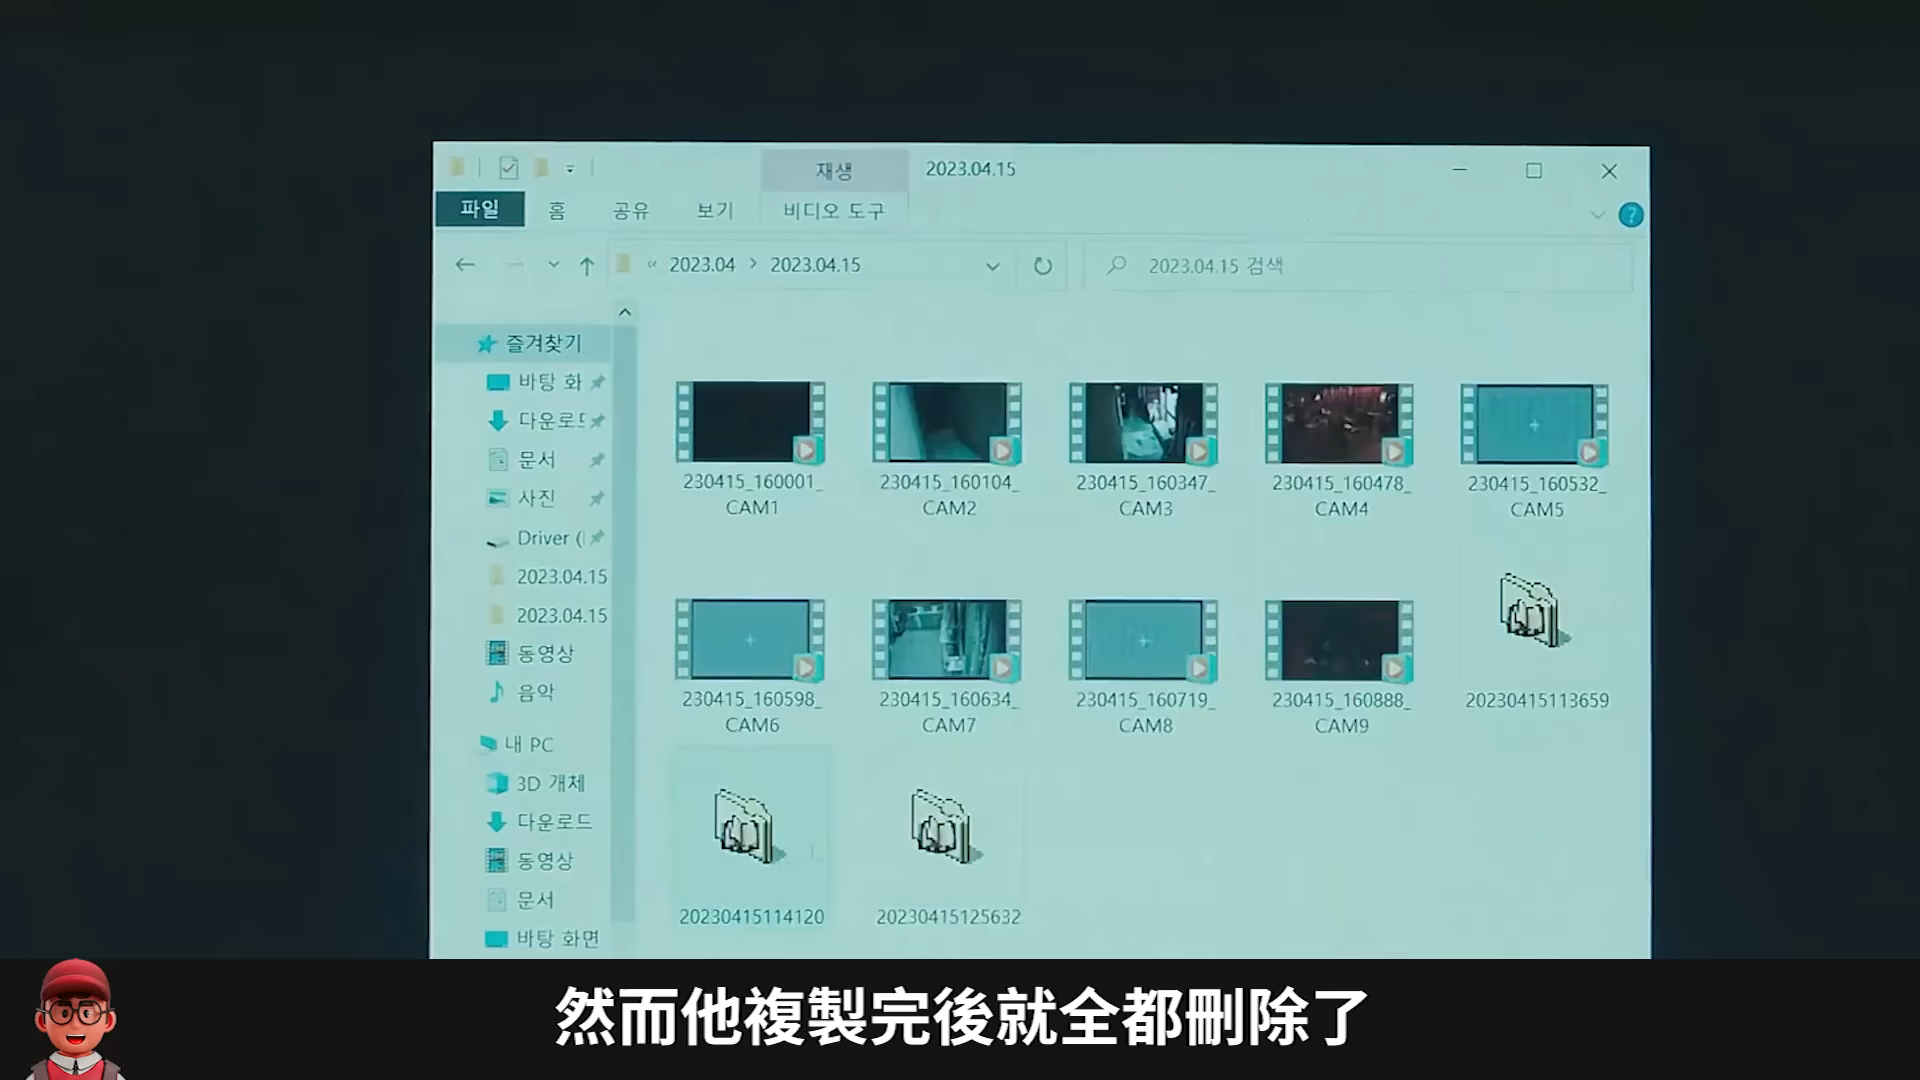 재생
2023.04.15
파일
홈
공유
보기
비디오 도구
?
« 2023.04 > 2023.04.15
2023.04.15 검색
즐겨찾기
바탕 화
다운로드
문서
사진
Driver (
2023.04.15
2023.04.15
동영상
음악
내 PC
3D 개체
다운로드
동영상
문서
바탕 화면
230415_160001_
CAM1
230415_160104_
CAM2
230415_160347_
CAM3
230415_160478_
CAM4
230415_160532_
CAM5
230415_160598_
CAM6
230415_160634_
CAM7
230415_160719_
CAM8
230415_160888_
CAM9
20230415113659
20230415114120
20230415125632
然而他複製完後就全都刪除了